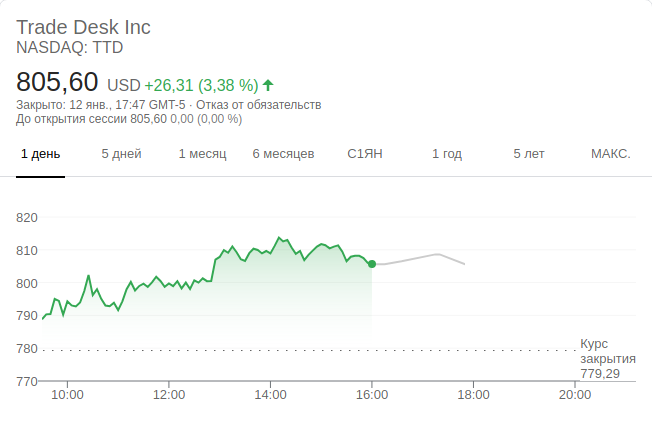 Trade Desk Inc
NASDAQ: TTD
805,60 USD +26,31 (3,38 %)
Закрыто: 12 янв., 17:47 GMT-5 · Отказ от обязательств
До открытия сессии 805,60 0,00 (0,00 %)
1 день 5 дней 1 месяц 6 месяцев С1ЯН 1 год 5 лет МАКС.
820
810
800
790
780
770
Курс
закрытия
779,29
10:00 12:00 14:00 16:00 18:00 20:00